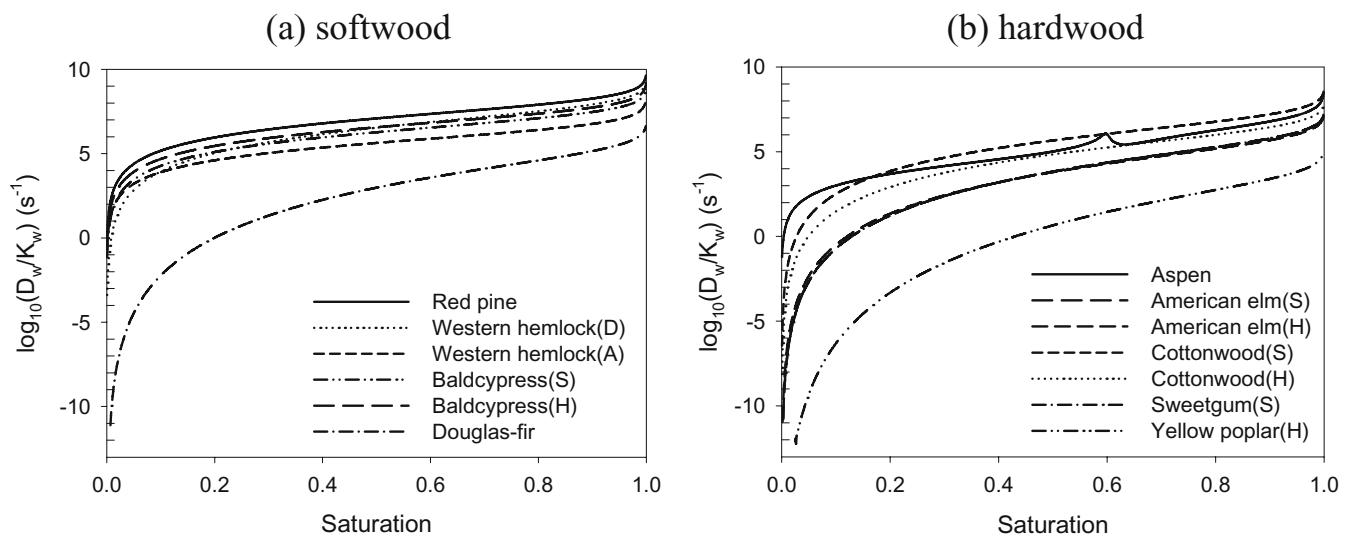 (a) softwood
log10(Dw/Kw) (s-1)
10
5
0
-5
-10
Red pine
Western hemlock(D)
Western hemlock(A)
Baldcypress(S)
Baldcypress(H)
Douglas-fir
0.0 0.2 0.4 0.6 0.8 1.0
Saturation
(b) hardwood
log10(Dw/Kw) (s-1)
10
5
0
-5
-10
Aspen
American elm(S)
American elm(H)
Cottonwood(S)
Cottonwood(H)
Sweetgum(S)
Yellow poplar(H)
0.0 0.2 0.4 0.6 0.8 1.0
Saturation